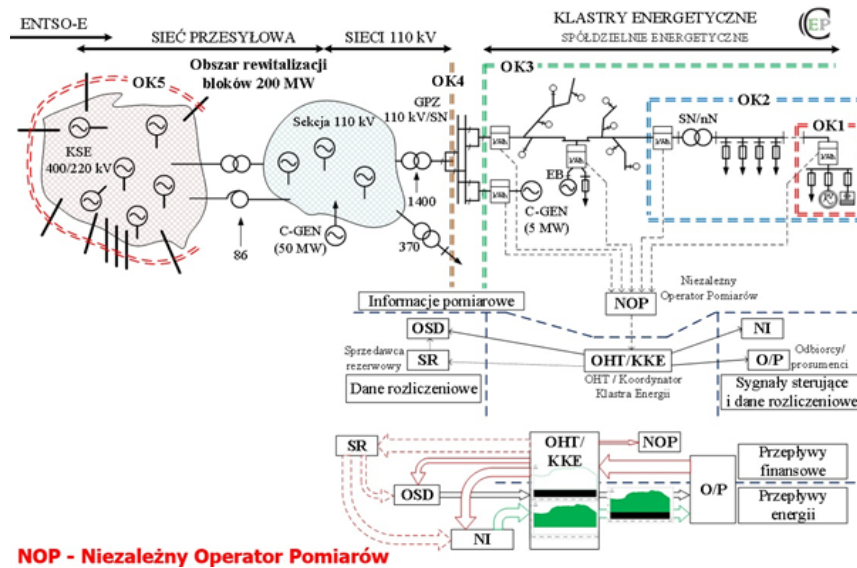 ENTSO-E
SIEĆ PRZESYŁOWA
SIECI 110 kV
KLASTRY ENERGETYCZNE
SPÓŁDZIELNIE ENERGETYCZNE
CEP
Obszar rewitalizacji
bloków 200 MW
OK5
OK4
OK3
GPZ
110 kV/SN
OK2
SN/nN
OK1
KSE
400/220 kV
Sekcja 110 kV
EB
C-GEN
(5 MW)
1400
86
C-GEN
(50 MW)
370
NOP
Niezależny
Operator Pomiarów
Informacje pomiarowe
OSD
NI
Sprzedawca
rezerwowy
SR
OHT/KKE
O/P
Odbiorcy/
prosumenci
OHT / Koordynator
Klastra Energii
Dane rozliczeniowe
Sygnały sterujące
i dane rozliczeniowe
SR
OHT/
KKE
NOP
Przepływy
finansowe
OSD
O/P
Przepływy
energii
NI
NOP - Niezależny Operator Pomiarów